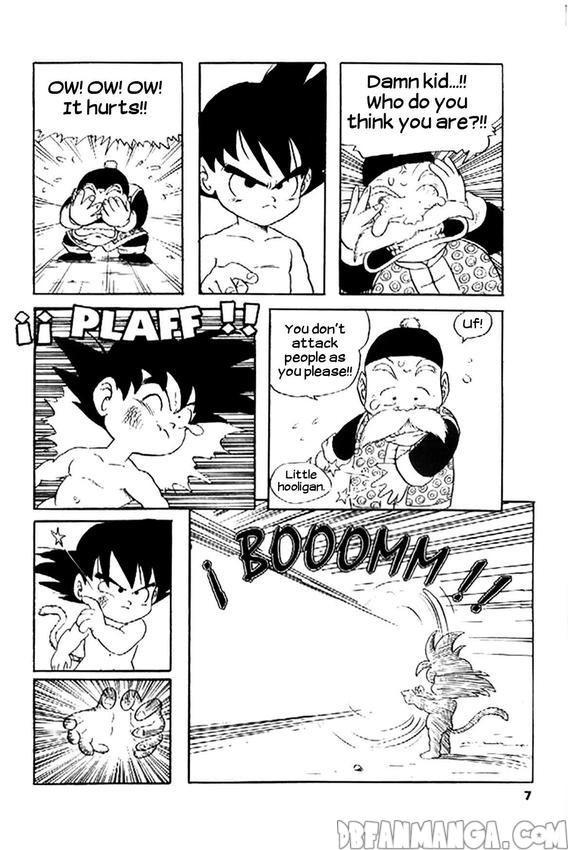 OW! OW! OW!
It hurts!!
Damn kid...!!
Who do you
think you are?!!
¡¡ PLAFF !!
You don't
attack
people as
you please!!
Uf!
Little
hooligan.
¡ BOOOMM !!
7
DBFANMANGA.COM